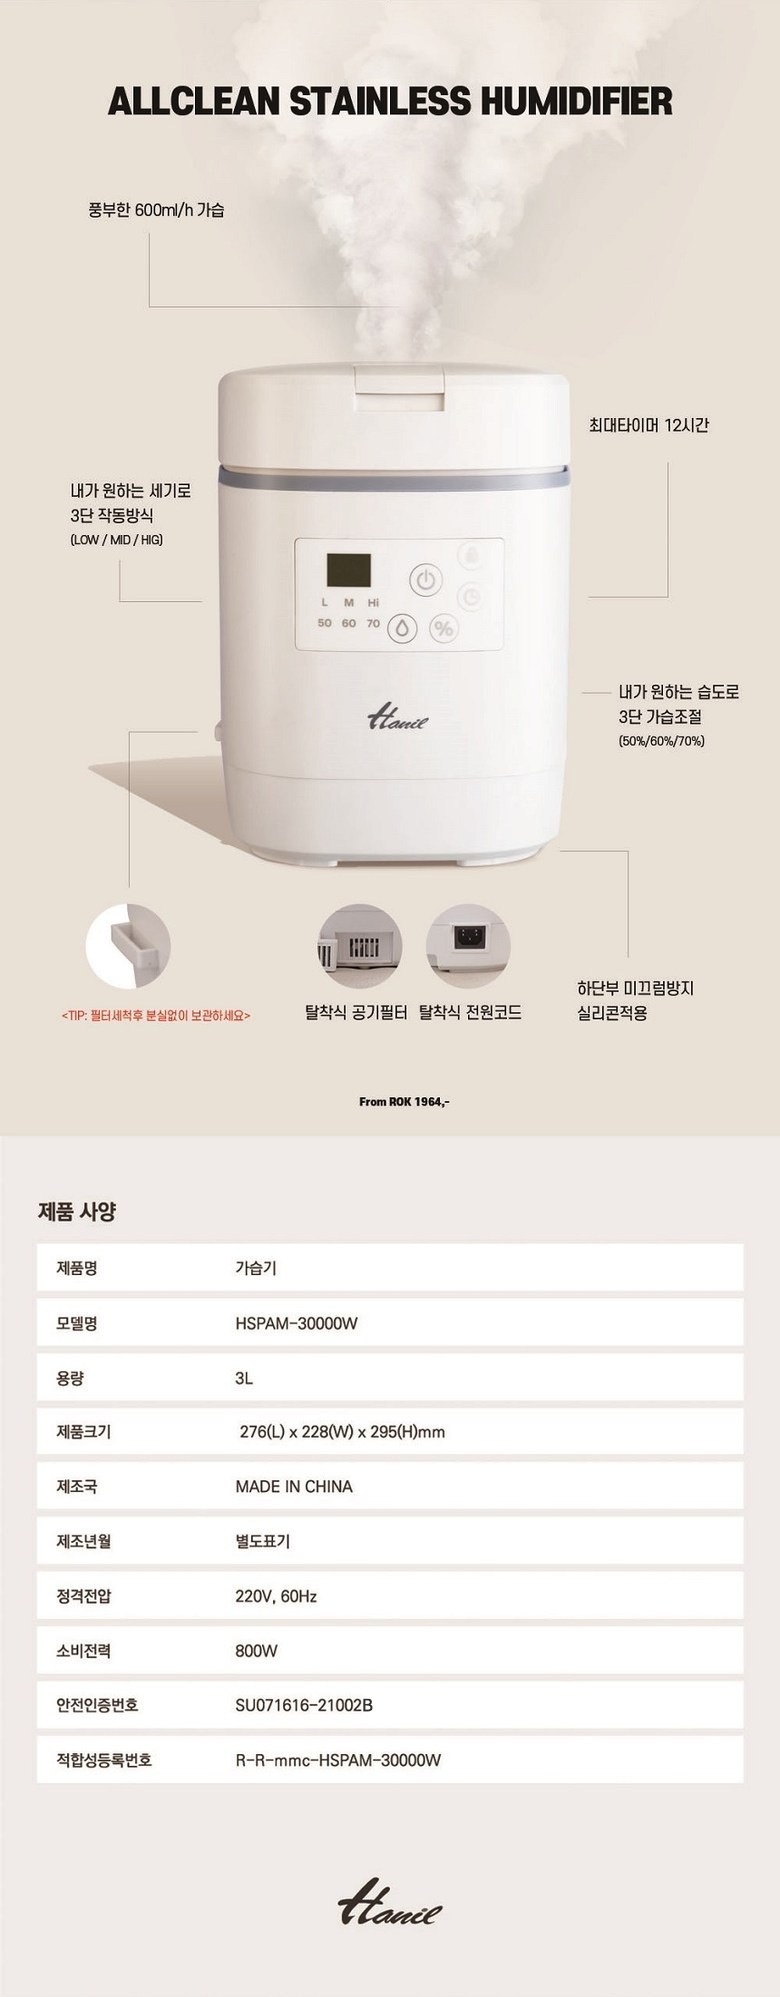 ALLCLEAN STAINLESS HUMIDIFIER
풍부한 600ml/h 가습
최대타이머 12시간
내가 원하는 세기로
3단 작동방식
(LOW / MID / HIG)
L M Hi
50 60 70
%
Hanil
내가 원하는 습도로
3단 가습조절
(50%/60%/70%)
<TIP: 필터세척후 분실없이 보관하세요>
탈착식 공기필터
탈착식 전원코드
하단부 미끄럼방지
실리콘적용
From ROK 1964,-
제품 사양
제품명 가습기
모델명 HSPAM-30000W
용량 3L
제품크기 276(L) x 228(W) x 295(H)mm
제조국 MADE IN CHINA
제조년월 별도표기
정격전압 220V, 60Hz
소비전력 800W
안전인증번호 SU071616-21002B
적합성등록번호 R-R-mmc-HSPAM-30000W
Hanil